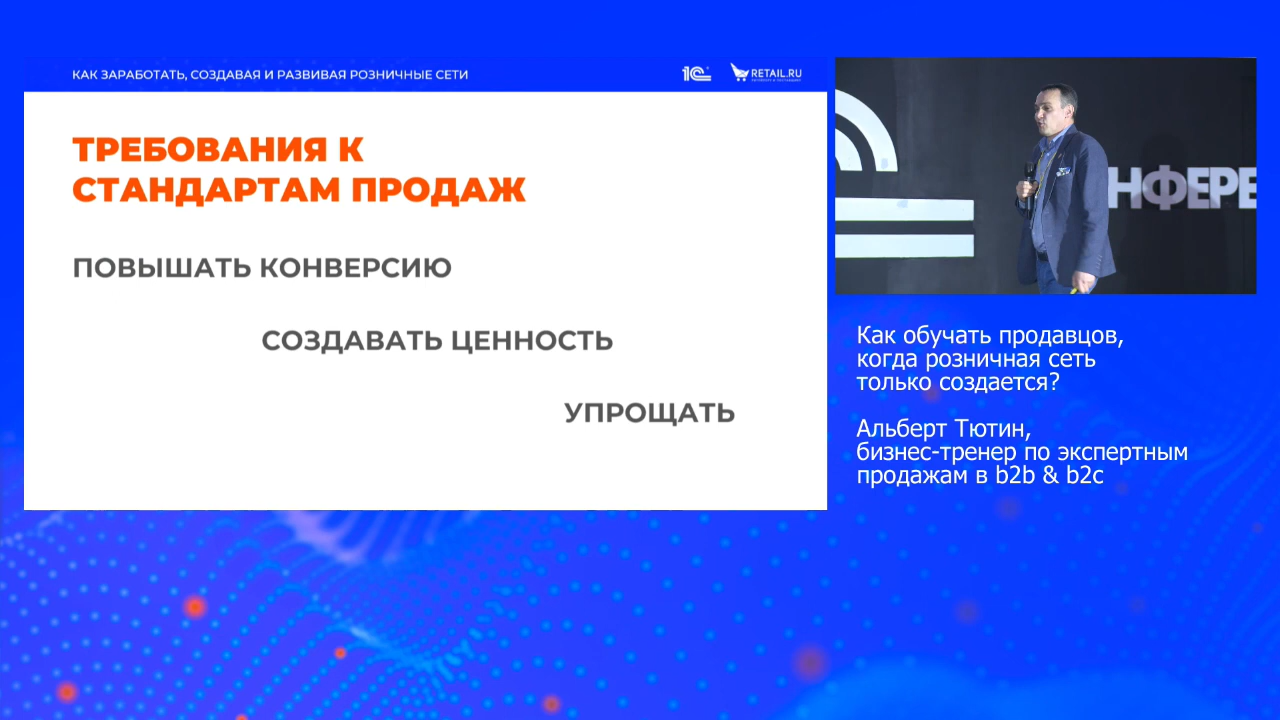 КАК ЗАРАБОТАТЬ, СОЗДАВАЯ И РАЗВИВАЯ РОЗНИЧНЫЕ СЕТИ
1С
RETAIL.RU
ТРЕБОВАНИЯ К
СТАНДАРТАМ ПРОДАЖ
ПОВЫШАТЬ КОНВЕРСИЮ
СОЗДАВАТЬ ЦЕННОСТЬ
УПРОЩАТЬ
НФЕРЕ
Как обучать продавцов,
когда розничная сеть
только создается?
Альберт Тютин,
бизнес-тренер по экспертным
продажам в b2b & b2c